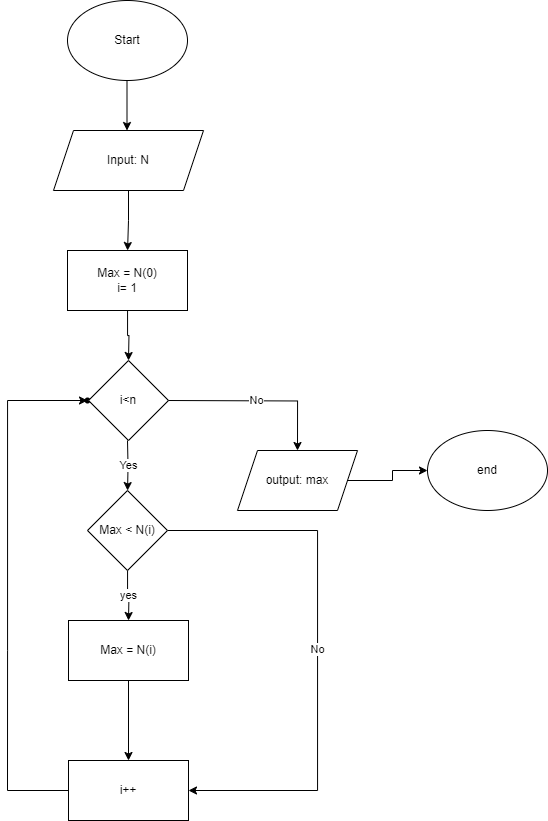 Start
Input: N
Max = N(0)
i= 1
i<n
No
Yes
output: max
end
Max < N(i)
yes
No
Max = N(i)
i++